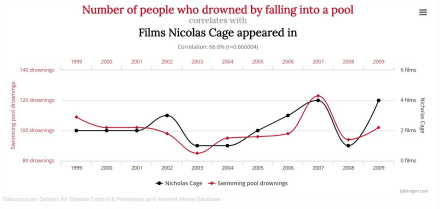 Number of people who drowned by falling into a pool
correlates with
Films Nicolas Cage appeared in
Correlation: 66.6% (r=0.666004)
1999 2000 2001 2002 2003 2004 2005 2006 2007 2008 2009
140 drownings 6 films
120 drownings 4 films
100 drownings 2 films
80 drownings 0 films
Swimming pool drownings
Nicholas Cage
1999 2000 2001 2002 2003 2004 2005 2006 2007 2008 2009
Nicholas Cage Swimming pool drownings
tylervigen.com
Data sources: Centers for Disease Control & Prevention and Internet Movie Database